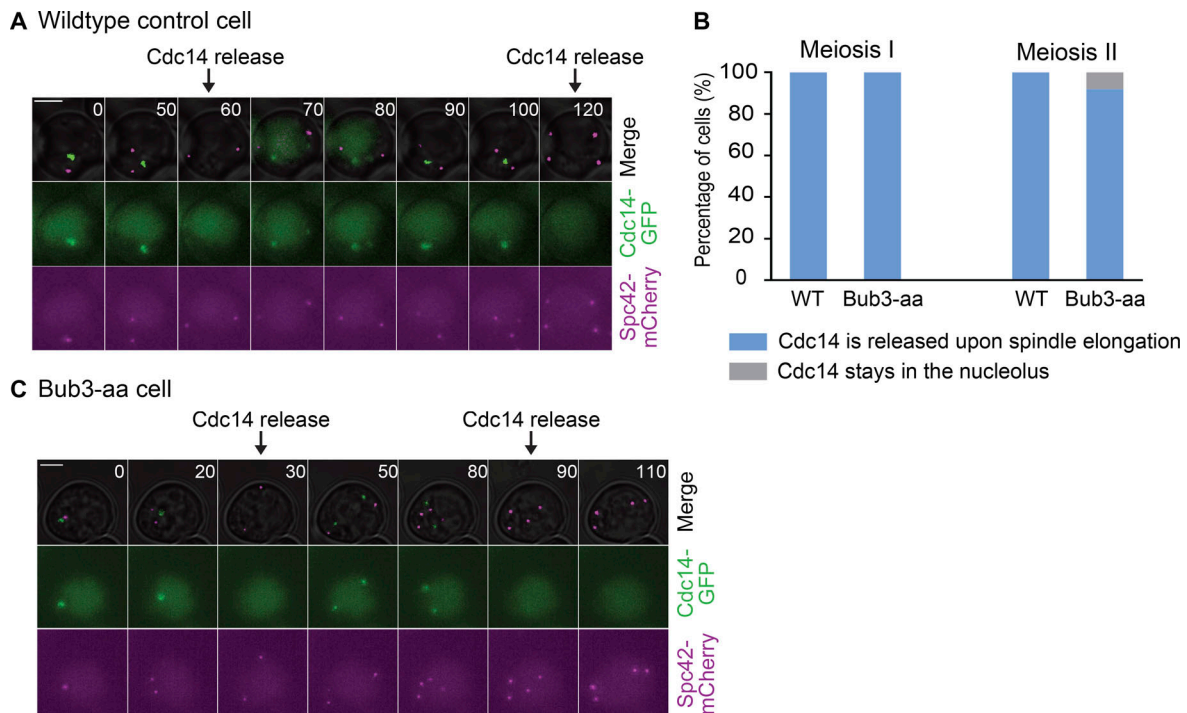 A Wildtype control cell
Cdc14 release
Cdc14 release
0
50
60
70
80
90
100
120
Merge
Cdc14-
GFP
Spc42-
mCherry
B
Meiosis I
Meiosis II
Percentage of cells (%)
100
80
60
40
20
0
WT
Bub3-aa
WT
Bub3-aa
Cdc14 is released upon spindle elongation
Cdc14 stays in the nucleolus
C Bub3-aa cell
Cdc14 release
Cdc14 release
0
20
30
50
80
90
110
Merge
Cdc14-
GFP
Spc42-
mCherry